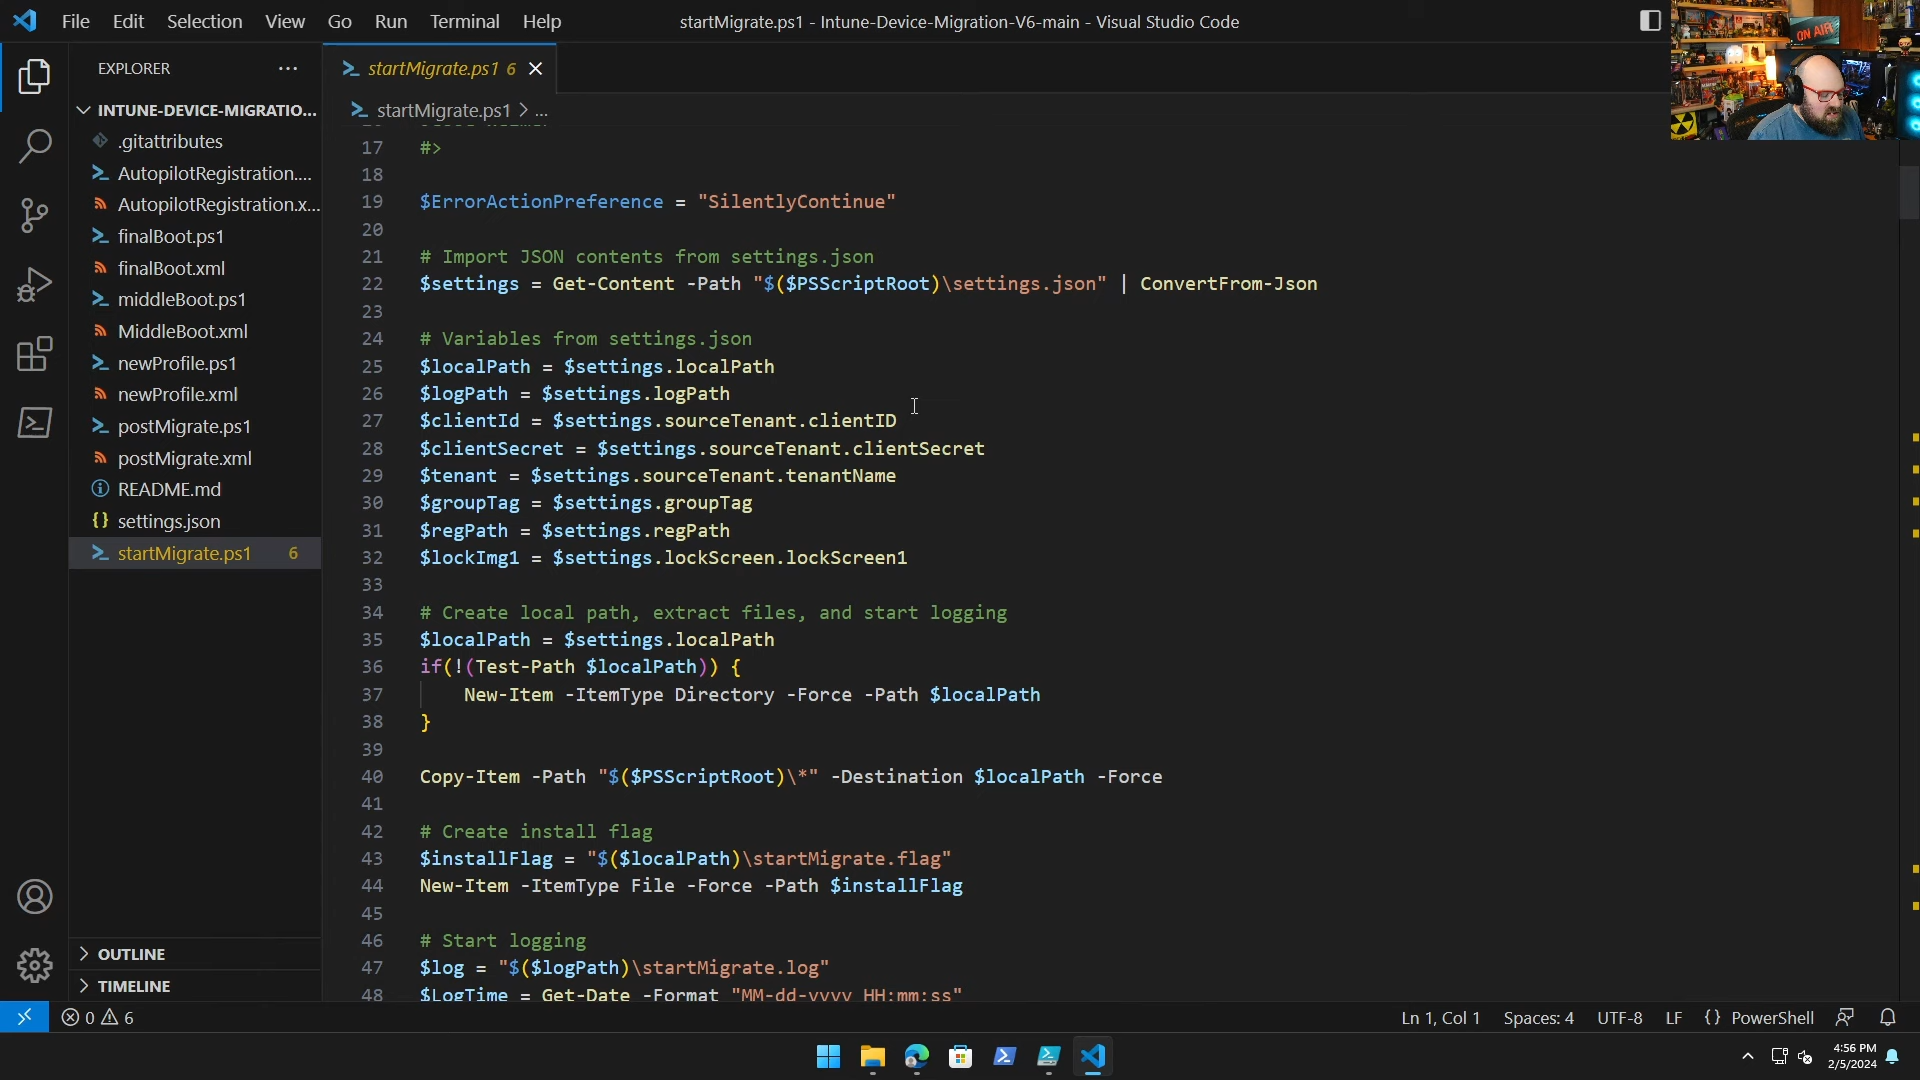 File Edit Selection View Go Run Terminal Help
startMigrate.ps1 - Intune-Device-Migration-V6-main - Visual Studio Code
ON AIR
EXPLORER
startMigrate.ps1 6
INTUNE-DEVICE-MIGRATIO...
startMigrate.ps1 > ...
.gitattributes
AutopilotRegistration....
AutopilotRegistration.x...
finalBoot.ps1
finalBoot.xml
middleBoot.ps1
MiddleBoot.xml
newProfile.ps1
newProfile.xml
postMigrate.ps1
postMigrate.xml
README.md
{} settings.json
startMigrate.ps1 6
OUTLINE
TIMELINE
17 #>
18
19 $ErrorActionPreference = "SilentlyContinue"
20
21 # Import JSON contents from settings.json
22 $settings = Get-Content -Path "$($PSScriptRoot)\settings.json" | ConvertFrom-Json
23
24 # Variables from settings.json
25 $localPath = $settings.localPath
26 $logPath = $settings.logPath
27 $clientId = $settings.sourceTenant.clientID
28 $clientSecret = $settings.sourceTenant.clientSecret
29 $tenant = $settings.sourceTenant.tenantName
30 $groupTag = $settings.groupTag
31 $regPath = $settings.regPath
32 $lockImg1 = $settings.lockScreen.lockScreen1
33
34 # Create local path, extract files, and start logging
35 $localPath = $settings.localPath
36 if(!(Test-Path $localPath)) {
37 New-Item -ItemType Directory -Force -Path $localPath
38 }
39
40 Copy-Item -Path "$($PSScriptRoot)\*" -Destination $localPath -Force
41
42 # Create install flag
43 $installFlag = "$($localPath)\startMigrate.flag"
44 New-Item -ItemType File -Force -Path $installFlag
45
46 # Start logging
47 $log = "$($logPath)\startMigrate.log"
48 $LogTime = Get-Date -Format "MM-dd-yyyy HH:mm:ss"
0 6
Ln 1, Col 1 Spaces: 4 UTF-8 LF {} PowerShell
4:56 PM
2/5/2024